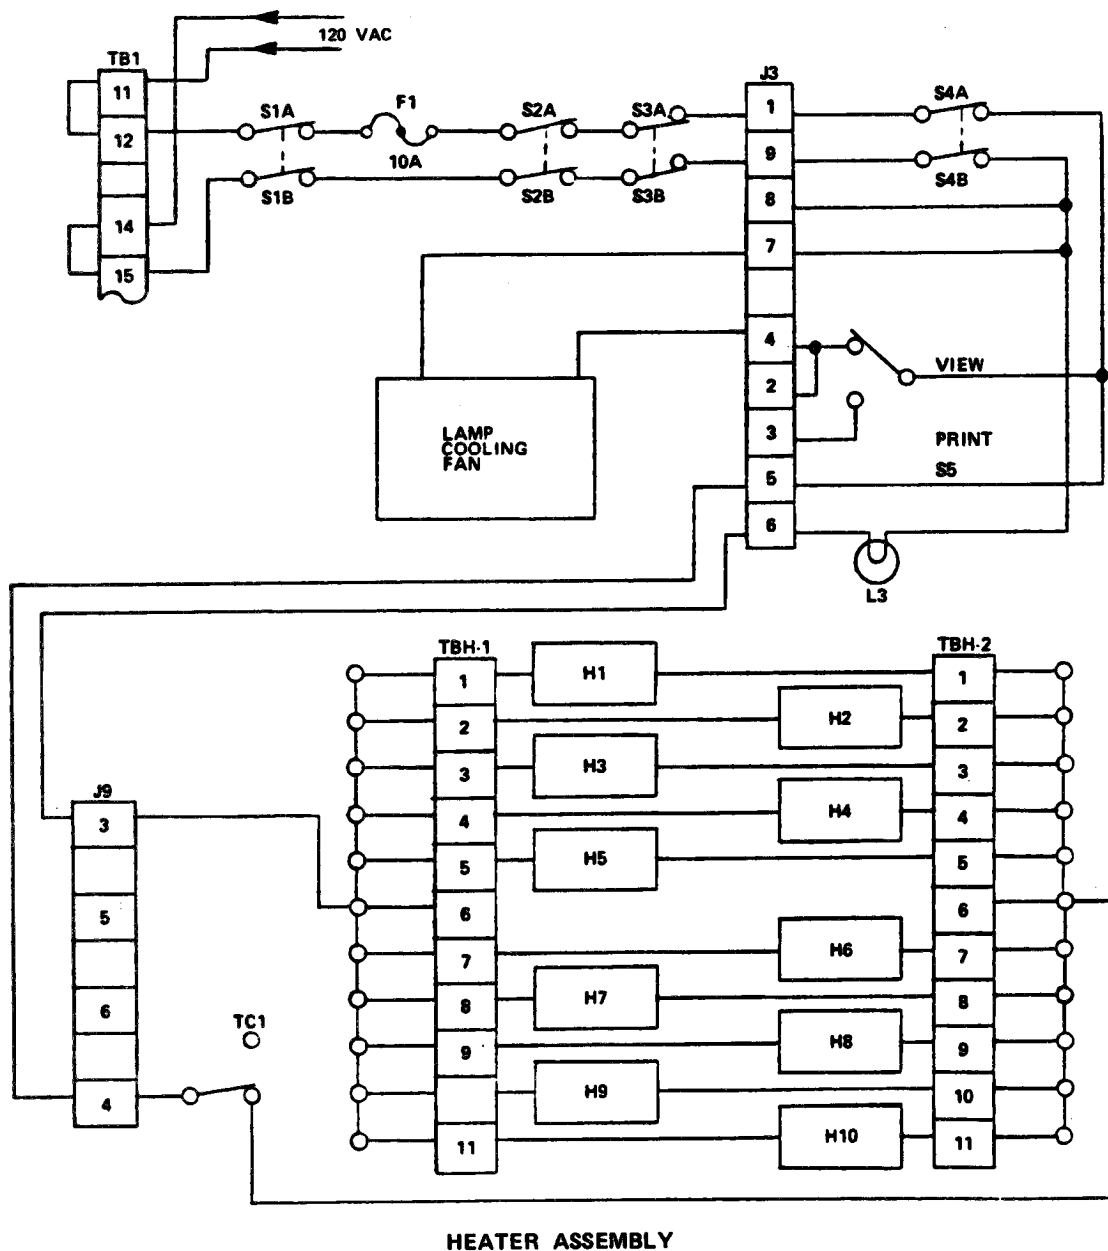 120 VAC
TB1
11
12
14
15
S1A
S1B
F1
10A
S2A
S2B
S3A
S3B
J3
1
9
8
7
4
2
3
5
6
S4A
S4B
VIEW
PRINT
S5
LAMP
COOLING
FAN
L3
J9
3
5
6
4
TC1
TBH-1
1
2
3
4
5
6
7
8
9
11
H1
H2
H3
H4
H5
H6
H7
H8
H9
H10
TBH-2
1
2
3
4
5
6
7
8
9
10
11
HEATER ASSEMBLY